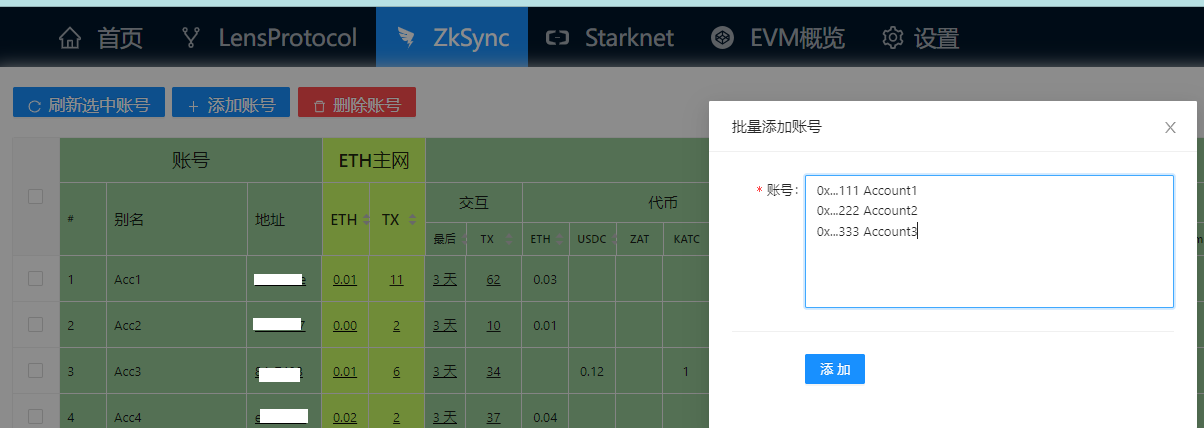 首页 LensProtocol ZkSync Starknet EVM概览 设置
刷新选中账号 添加账号 删除账号
账号 ETH主网
# 别名 地址 ETH TX 交互 代币
最后 TX ETH USDC ZAT KATC
1 Acc1 0.01 11 3 天 62 0.03
2 Acc2 0.00 2 3 天 10 0.01
3 Acc3 0.01 6 3 天 34 0.12 1
4 Acc4 0.02 2 3 天 37 0.04
批量添加账号
* 账号:
0x...111 Account1
0x...222 Account2
0x...333 Account3
添 加